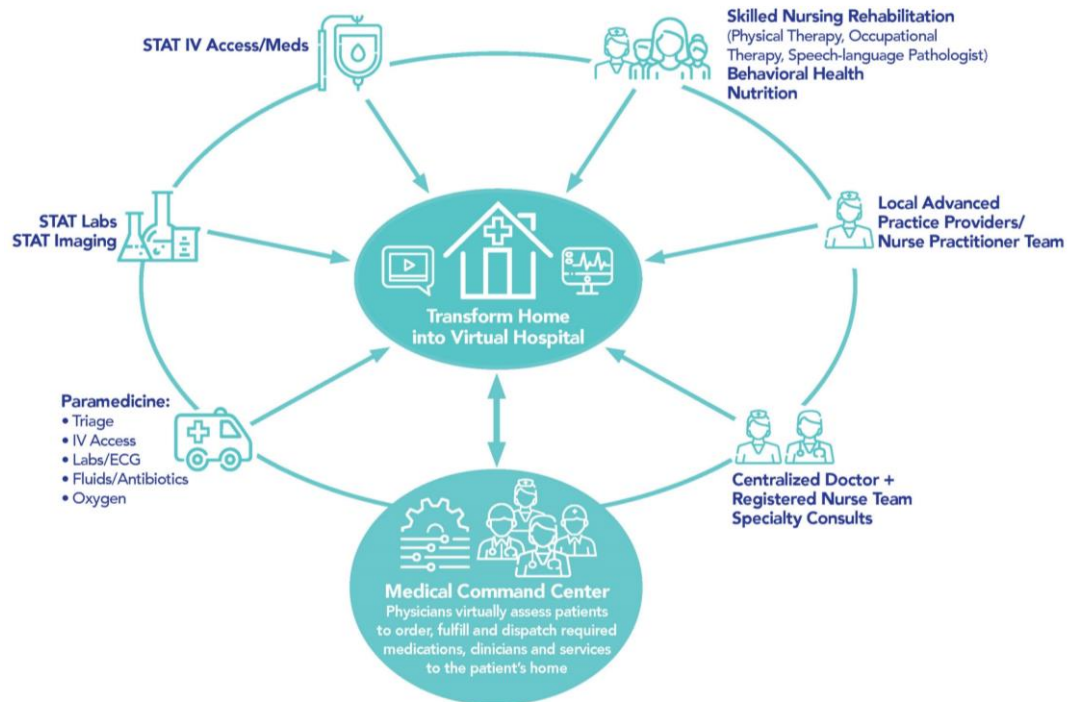 STAT IV Access/Meds
Skilled Nursing Rehabilitation
(Physical Therapy, Occupational
Therapy, Speech-language Pathologist)
Behavioral Health
Nutrition
STAT Labs
STAT Imaging
Local Advanced
Practice Providers/
Nurse Practitioner Team
Transform Home
into Virtual Hospital
Paramedicine:
• Triage
• IV Access
• Labs/ECG
• Fluids/Antibiotics
• Oxygen
Centralized Doctor +
Registered Nurse Team
Specialty Consults
Medical Command Center
Physicians virtually assess patients
to order, fulfill and dispatch required
medications, clinicians and services
to the patient's home